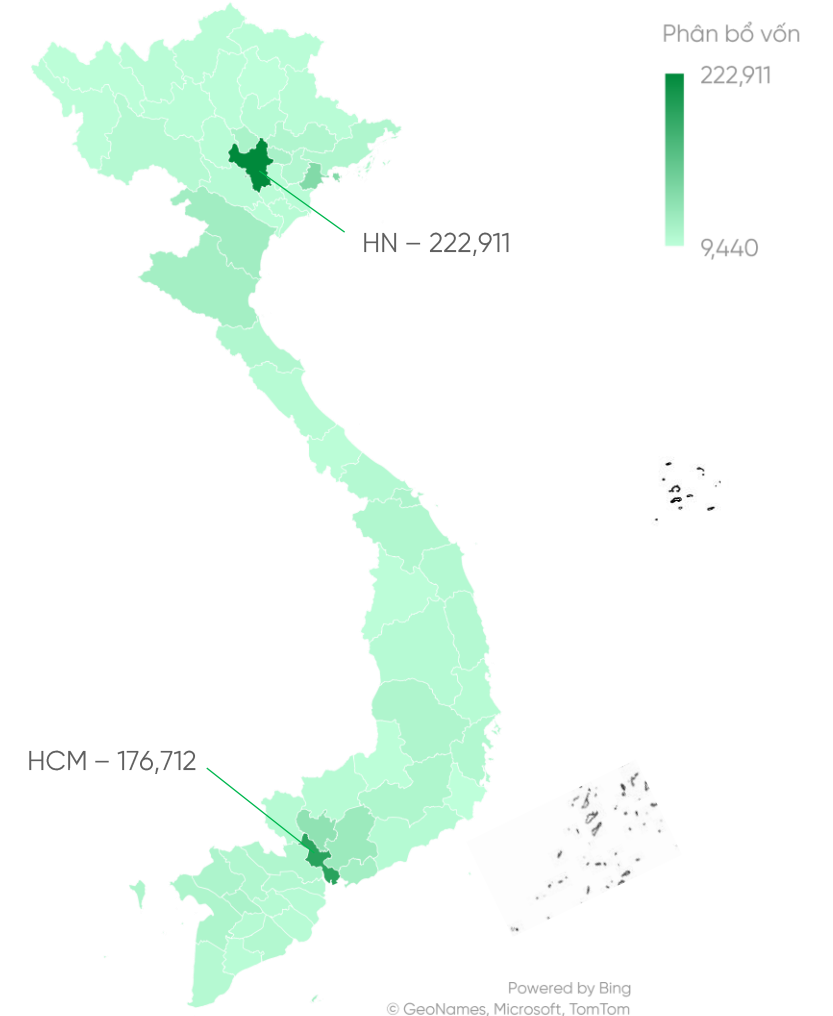 Phân bổ vốn
222,911
9,440
HN – 222,911
HCM – 176,712
Powered by Bing
© GeoNames, Microsoft, TomTom